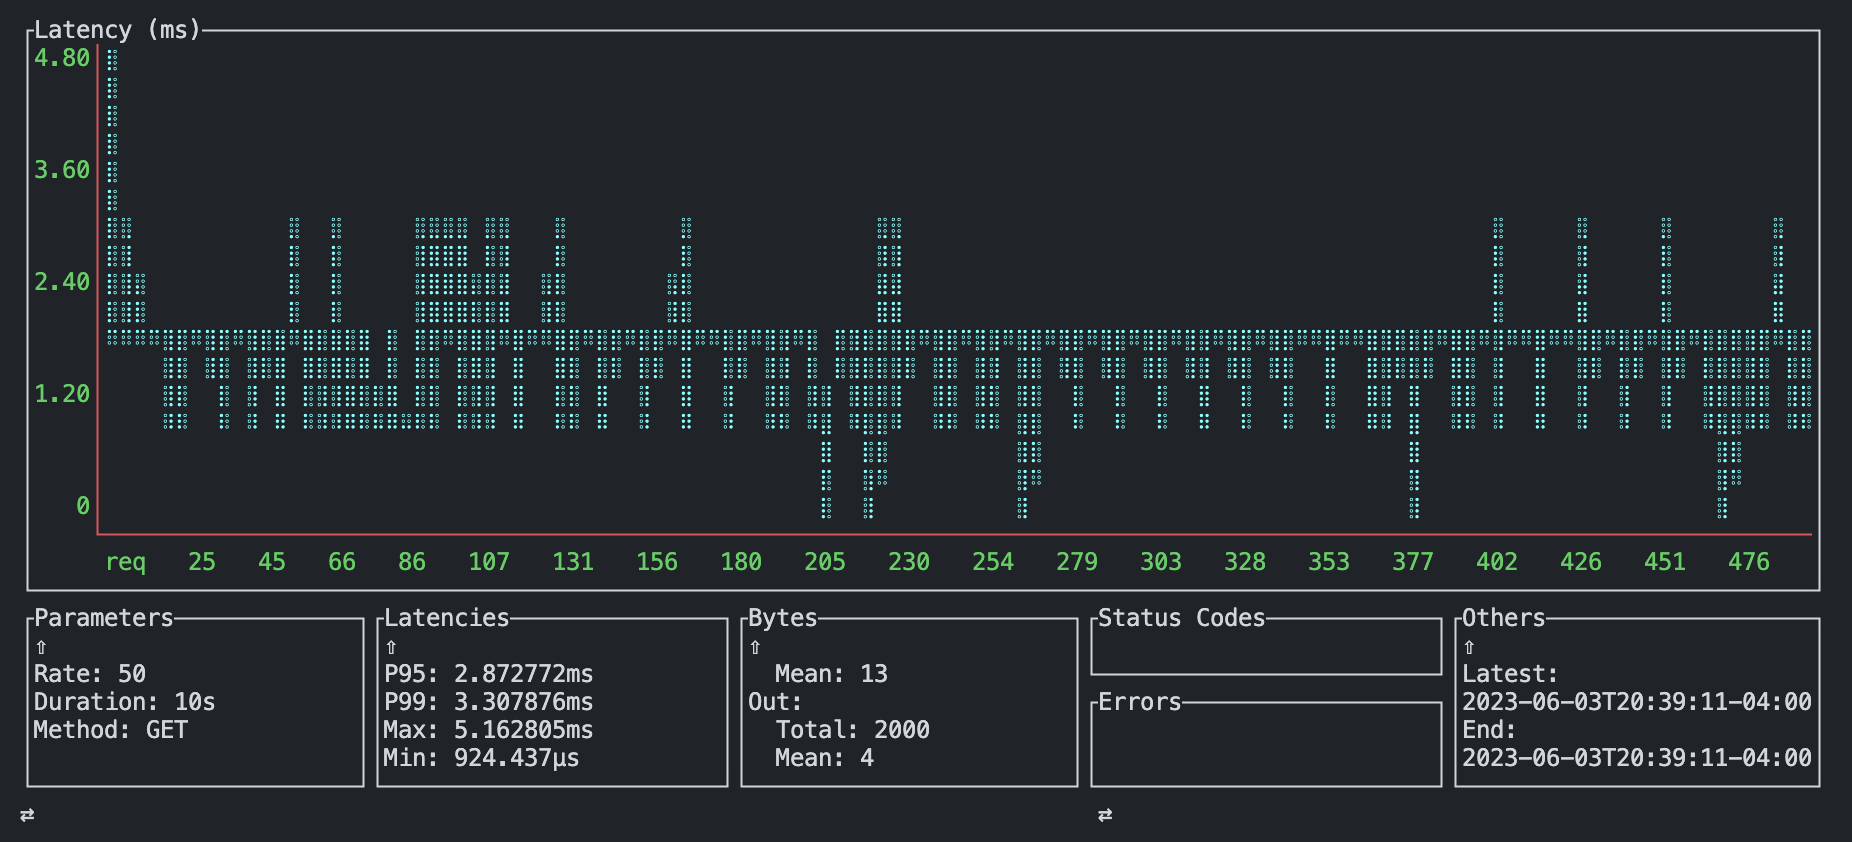 Latency (ms)
4.80
3.60
2.40
1.20
0
req 25 45 66 86 107 131 156 180 205 230 254 279 303 328 353 377 402 426 451 476
Parameters
⇧
Rate: 50
Duration: 10s
Method: GET
Latencies
⇧
P95: 2.872772ms
P99: 3.307876ms
Max: 5.162805ms
Min: 924.437µs
Bytes
⇧
Mean: 13
Out:
Total: 2000
Mean: 4
Status Codes
Errors
Others
⇧
Latest:
2023-06-03T20:39:11-04:00
End:
2023-06-03T20:39:11-04:00
⇄ ⇄